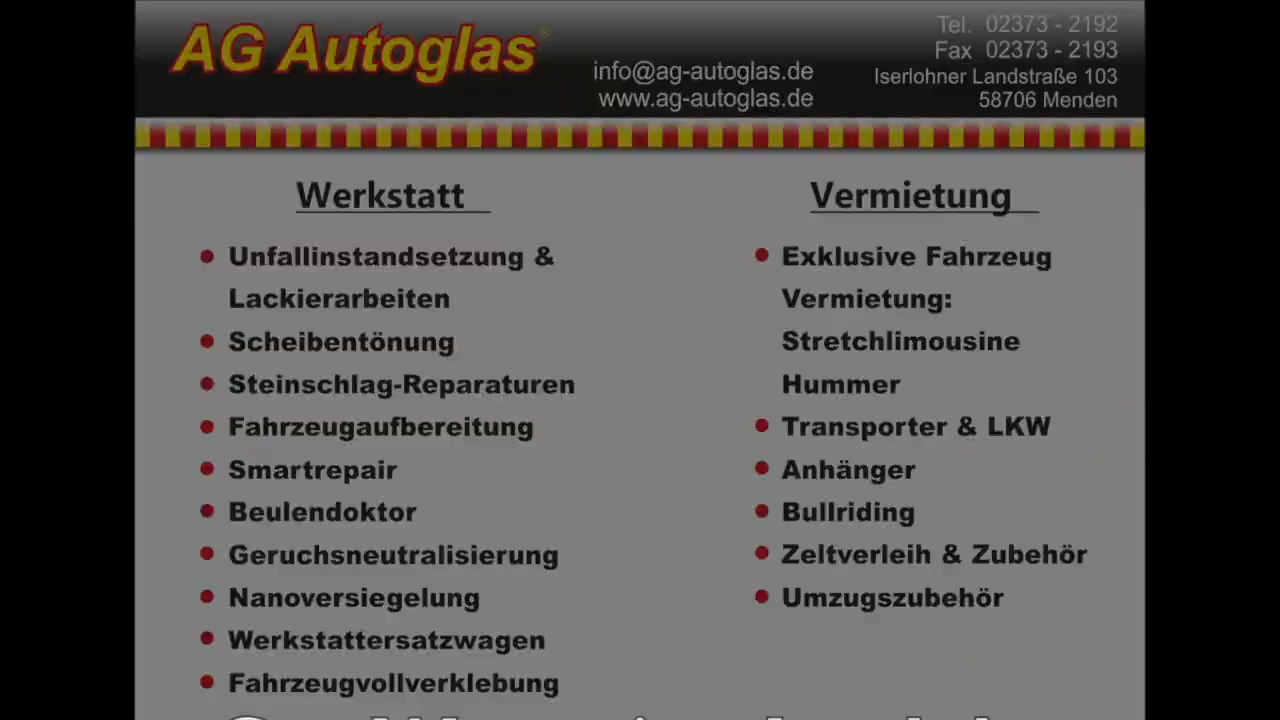 AG Autoglas
info@ag-autoglas.de
www.ag-autoglas.de
Tel. 02373 - 2192
Fax 02373 - 2193
Iserlohner Landstraße 103
58706 Menden
Werkstatt
Unfallinstandsetzung &
Lackierarbeiten
Scheibentönung
Steinschlag-Reparaturen
Fahrzeugaufbereitung
Smartrepair
Beulendoktor
Geruchsneutralisierung
Nanoversiegelung
Werkstattersatzwagen
Fahrzeugvollverklebung
Vermietung
Exklusive Fahrzeug
Vermietung:
Stretchlimousine
Hummer
Transporter & LKW
Anhänger
Bullriding
Zeltverleih & Zubehör
Umzugszubehör